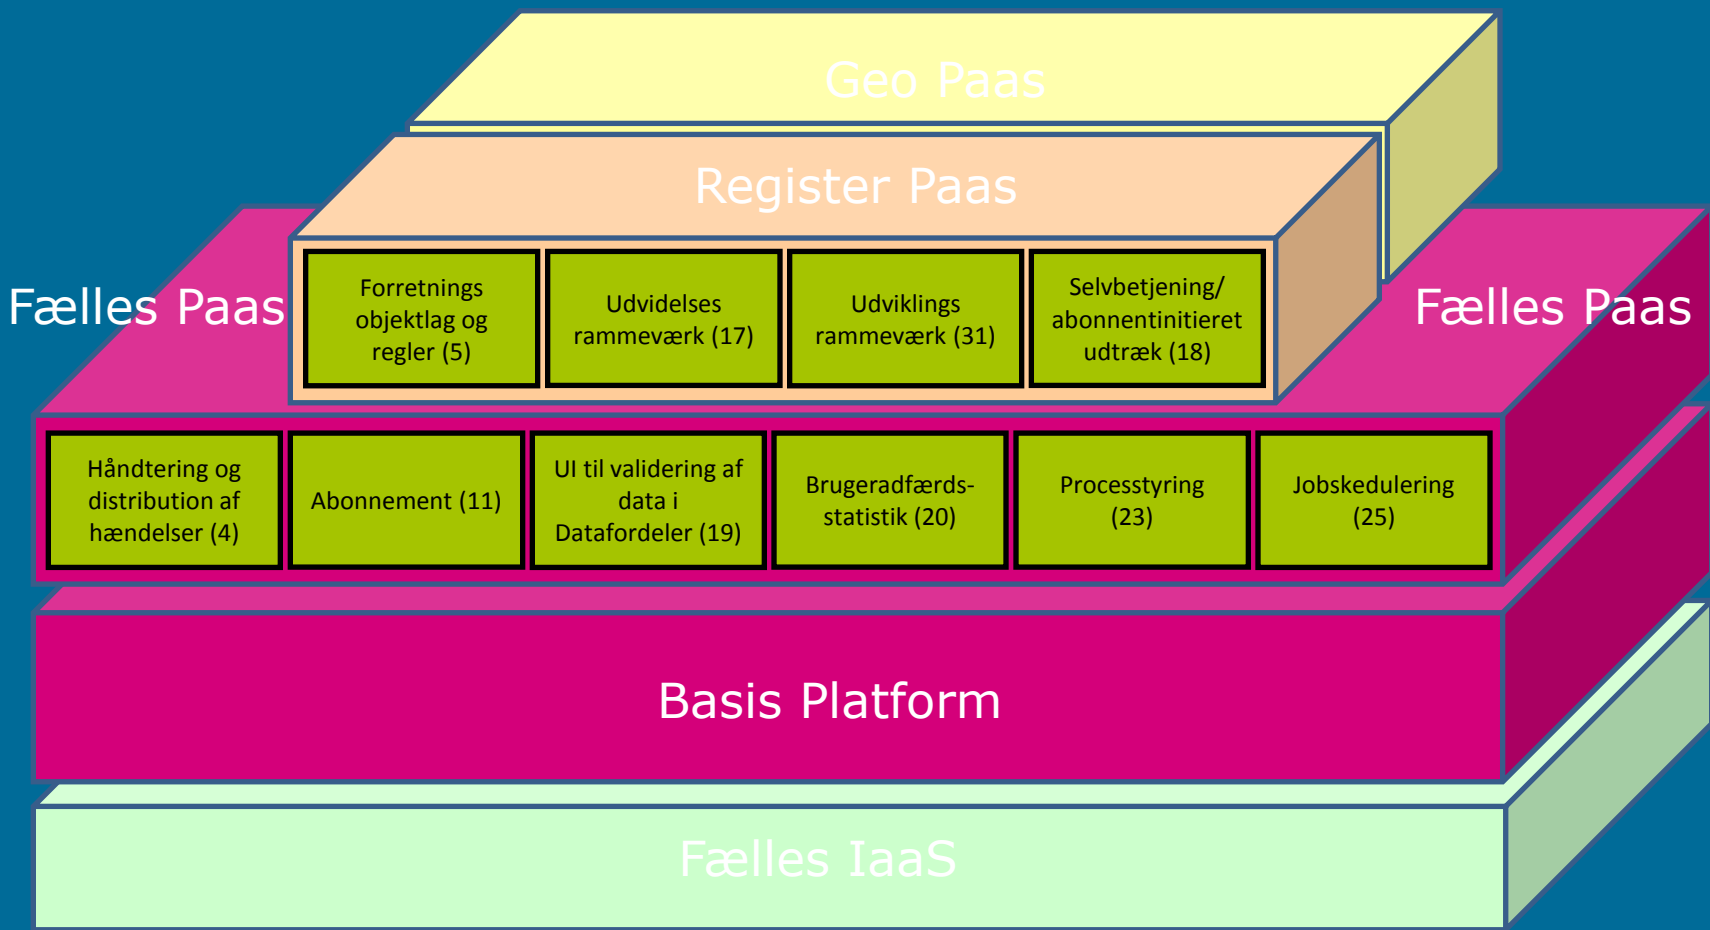 Geo Paas
Register Paas
Fælles Paas
Fælles Paas
Forretnings
objektlag og
regler (5)
Udvidelses
rammeværk (17)
Udviklings
rammeværk (31)
Selvbetjening/
abonnentinitieret
udtræk (18)
Håndtering og
distribution af
hændelser (4)
Abonnement (11)
UI til validering af
data i
Datafordeler (19)
Brugeradfærds-
statistik (20)
Processtyring
(23)
Jobskedulering
(25)
Basis Platform
Fælles IaaS